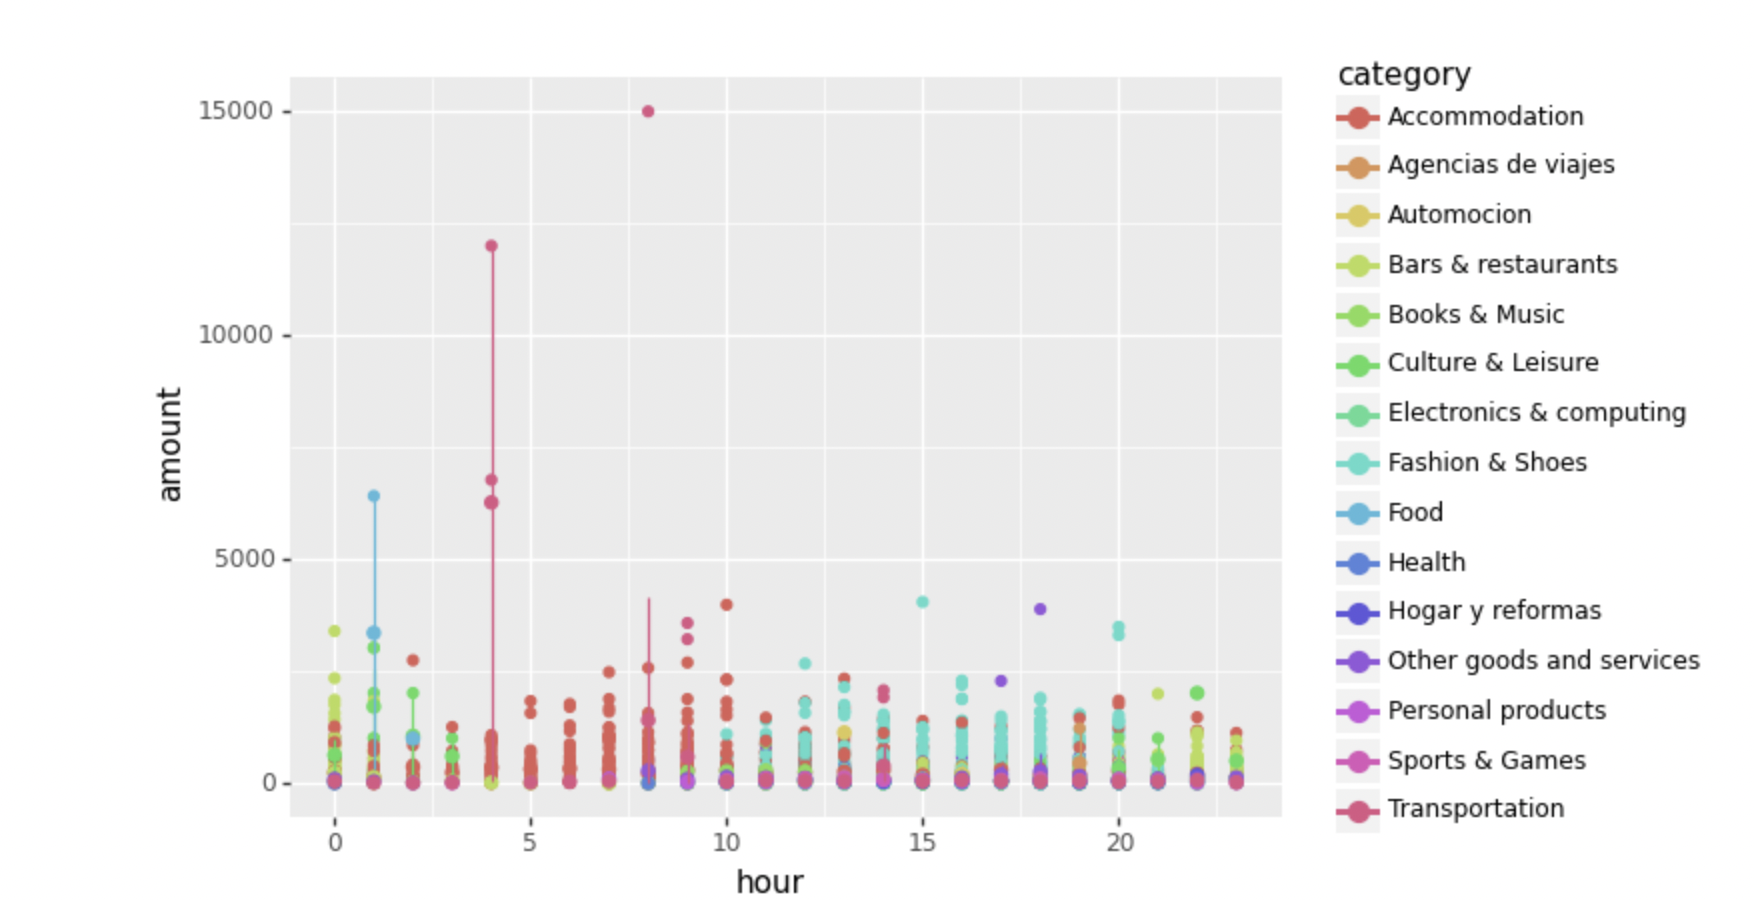 category
Accommodation
Agencias de viajes
Automocion
Bars & restaurants
Books & Music
Culture & Leisure
Electronics & computing
Fashion & Shoes
Food
Health
Hogar y reformas
Other goods and services
Personal products
Sports & Games
Transportation
15000
10000
5000
0
amount
0 5 10 15 20
hour